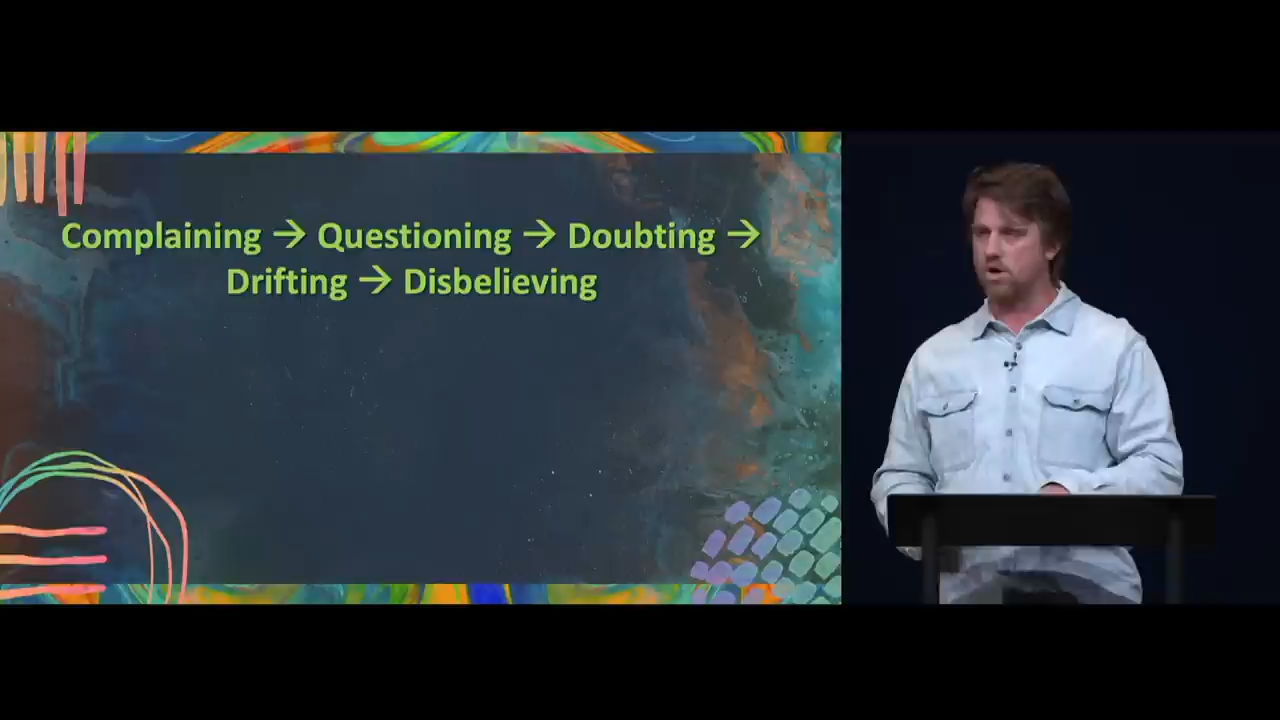 Complaining → Questioning → Doubting →
Drifting → Disbelieving